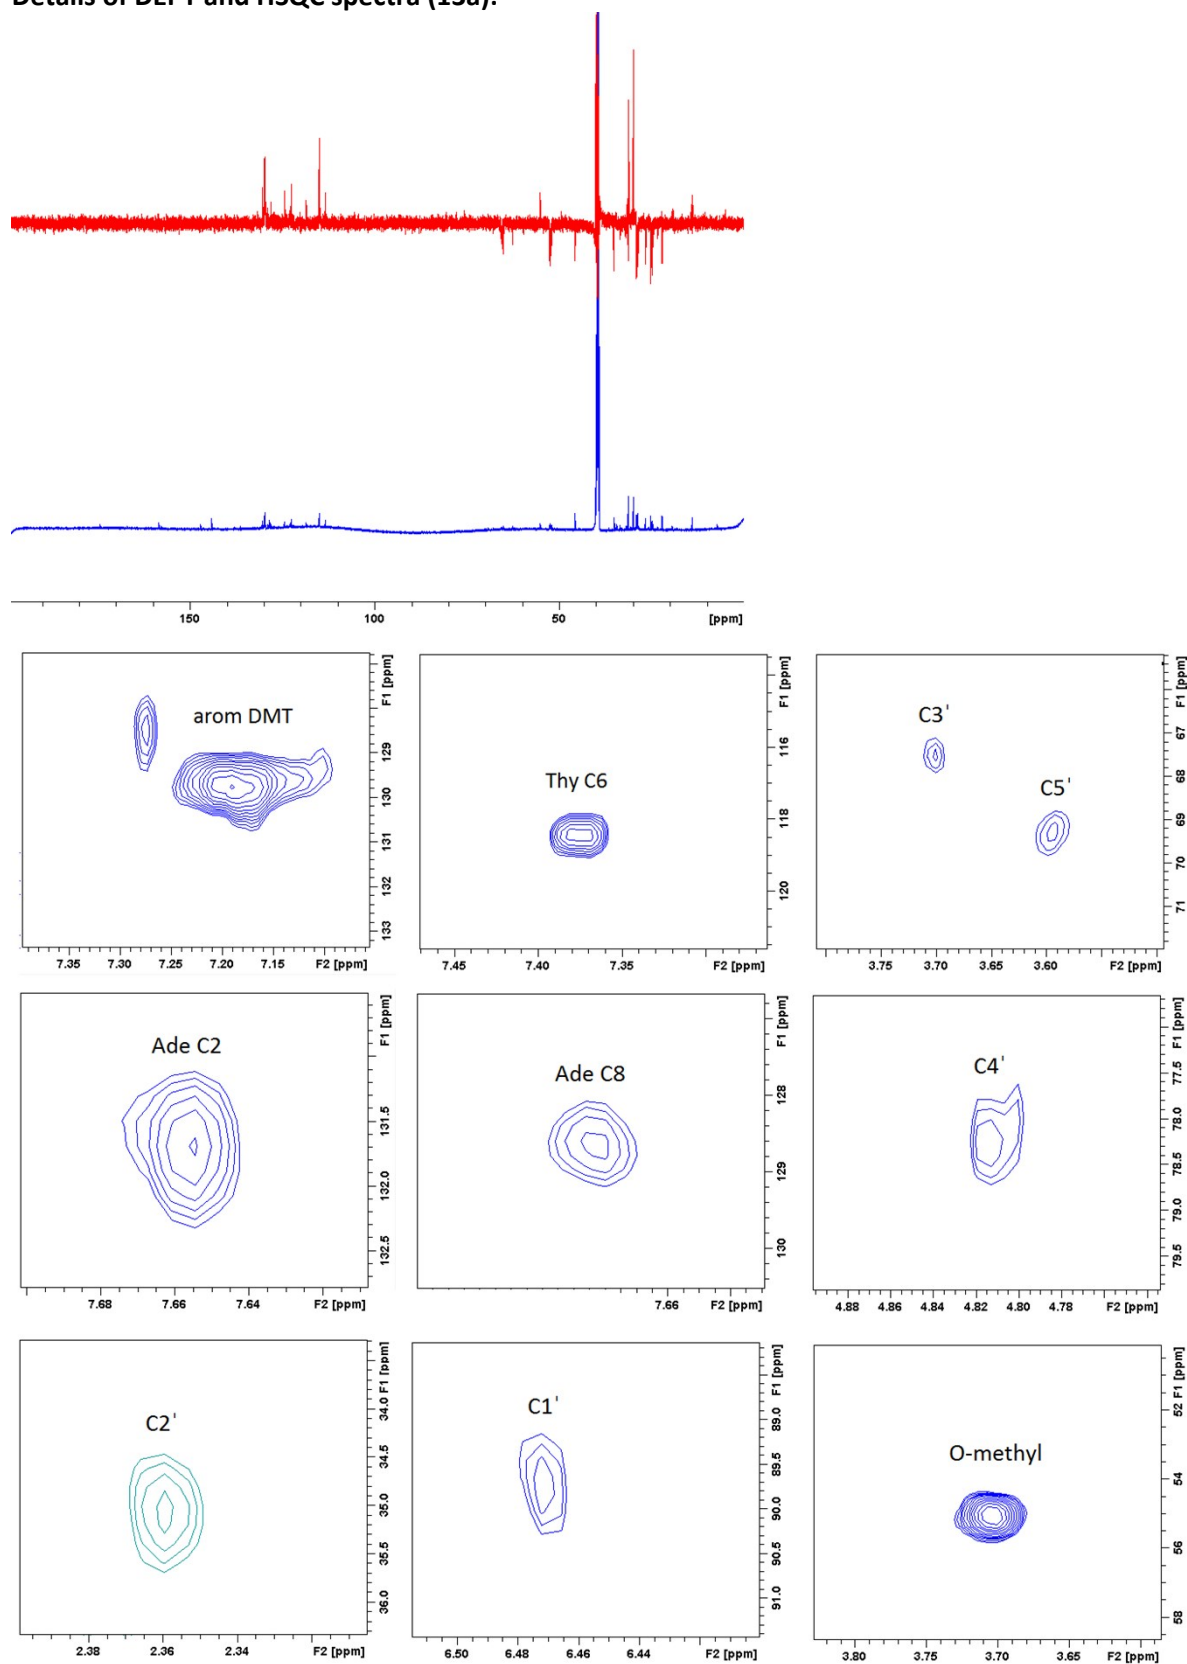 Details of DEPT and HSQC spectra (13a):
150 100 50 [ppm]
arom DMT
F1 [ppm]
129
130
131
132
133
7.35 7.30 7.25 7.20 7.15 F2 [ppm]
Thy C6
F1 [ppm]
116
118
120
7.45 7.40 7.35 F2 [ppm]
C3'
C5'
F1 [ppm]
67
68
69
70
71
3.75 3.70 3.65 3.60 F2 [ppm]
Ade C2
F1 [ppm]
131.5
132.0
132.5
7.68 7.66 7.64 F2 [ppm]
Ade C8
F1 [ppm]
128
129
130
7.66 F2 [ppm]
C4'
F1 [ppm]
77.5
78.0
78.5
79.0
79.5
4.88 4.86 4.84 4.82 4.80 4.78 F2 [ppm]
C2'
F1 [ppm]
34.0
34.5
35.0
35.5
36.0
2.38 2.36 2.34 F2 [ppm]
C1'
F1 [ppm]
89.0
89.5
90.0
90.5
91.0
6.50 6.48 6.46 6.44 F2 [ppm]
O-methyl
F1 [ppm]
52
54
56
58
3.80 3.75 3.70 3.65 F2 [ppm]